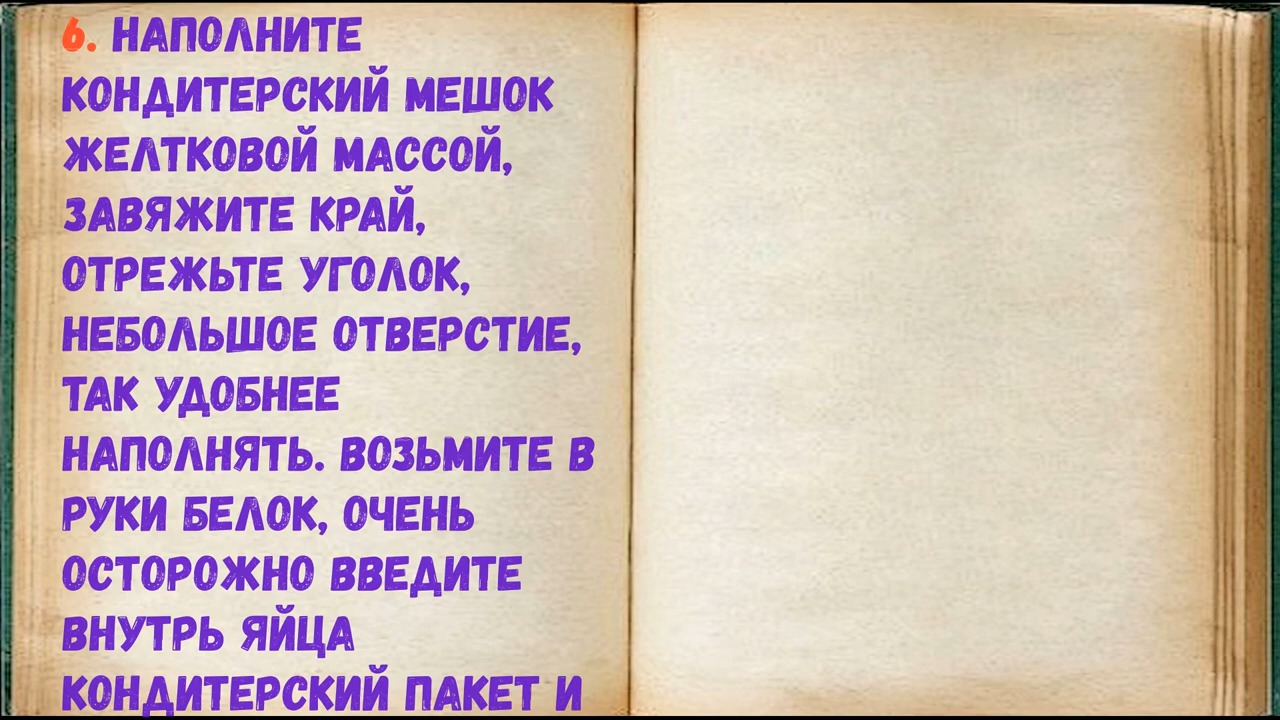 6. НАПОЛНИТЕ
КОНДИТЕРСКИЙ МЕШОК
ЖЕЛТКОВОЙ МАССОЙ,
ЗАВЯЖИТЕ КРАЙ,
ОТРЕЖЬТЕ УГОЛОК,
НЕБОЛЬШОЕ ОТВЕРСТИЕ,
ТАК УДОБНЕЕ
НАПОЛНЯТЬ. ВОЗЬМИТЕ В
РУКИ БЕЛОК, ОЧЕНЬ
ОСТОРОЖНО ВВЕДИТЕ
ВНУТРЬ ЯЙЦА
КОНДИТЕРСКИЙ ПАКЕТ И